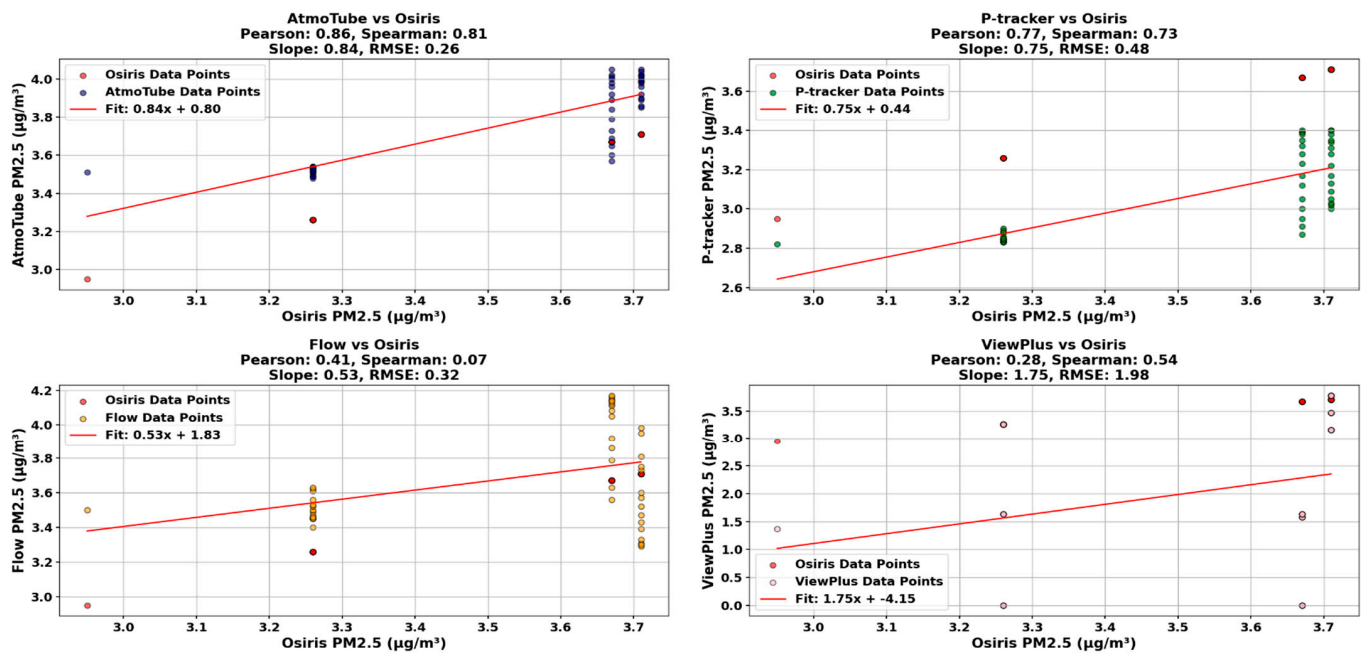 AtmoTube vs Osiris
Pearson: 0.86, Spearman: 0.81
Slope: 0.84, RMSE: 0.26
AtmoTube PM2.5 (µg/m³)
4.0
3.8
3.6
3.4
3.2
3.0
Osiris Data Points
AtmoTube Data Points
Fit: 0.84x + 0.80
3.0 3.1 3.2 3.3 3.4 3.5 3.6 3.7
Osiris PM2.5 (µg/m³)
P-tracker vs Osiris
Pearson: 0.77, Spearman: 0.73
Slope: 0.75, RMSE: 0.48
P-tracker PM2.5 (µg/m³)
3.6
3.4
3.2
3.0
2.8
2.6
Osiris Data Points
P-tracker Data Points
Fit: 0.75x + 0.44
3.0 3.1 3.2 3.3 3.4 3.5 3.6 3.7
Osiris PM2.5 (µg/m³)
Flow vs Osiris
Pearson: 0.41, Spearman: 0.07
Slope: 0.53, RMSE: 0.32
Flow PM2.5 (µg/m³)
4.2
4.0
3.8
3.6
3.4
3.2
3.0
Osiris Data Points
Flow Data Points
Fit: 0.53x + 1.83
3.0 3.1 3.2 3.3 3.4 3.5 3.6 3.7
Osiris PM2.5 (µg/m³)
ViewPlus vs Osiris
Pearson: 0.28, Spearman: 0.54
Slope: 1.75, RMSE: 1.98
ViewPlus PM2.5 (µg/m³)
3.5
3.0
2.5
2.0
1.5
1.0
0.5
0.0
Osiris Data Points
ViewPlus Data Points
Fit: 1.75x + -4.15
3.0 3.1 3.2 3.3 3.4 3.5 3.6 3.7
Osiris PM2.5 (µg/m³)